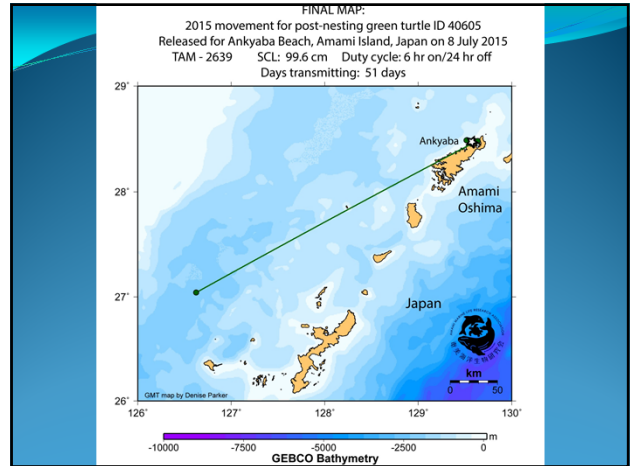 FINAL MAP:
2015 movement for post-nesting green turtle ID 40605
Released for Ankyaba Beach, Amami Island, Japan on 8 July 2015
TAM - 2639 SCL: 99.6 cm Duty cycle: 6 hr on/24 hr off
Days transmitting: 51 days
29°
Ankyaba
28°
Amami
Oshima
27°
Japan
km
0 50
GMT map by Denise Parker
26°
126° 127° 128° 129° 130°
-10000 -7500 -5000 -2500 0 m
GEBCO Bathymetry